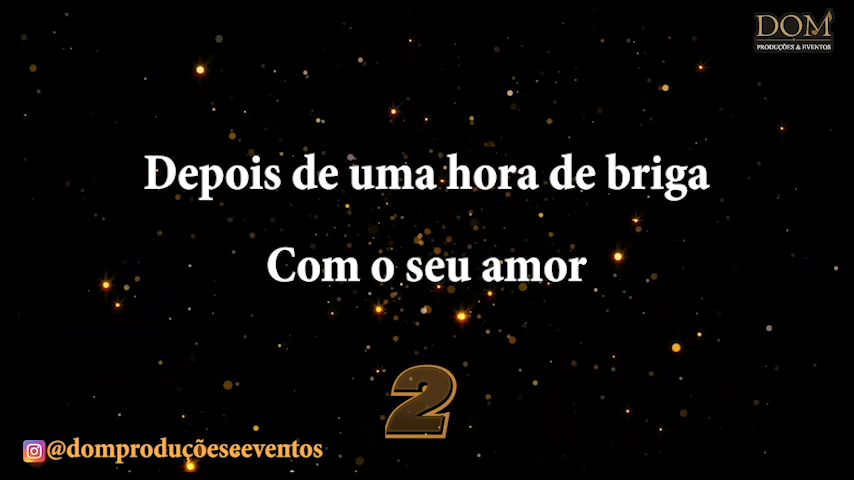 DOM
PRODUÇÕES & EVENTOS
Depois de uma hora de briga
Com o seu amor
2
@domproduçõeseeventos